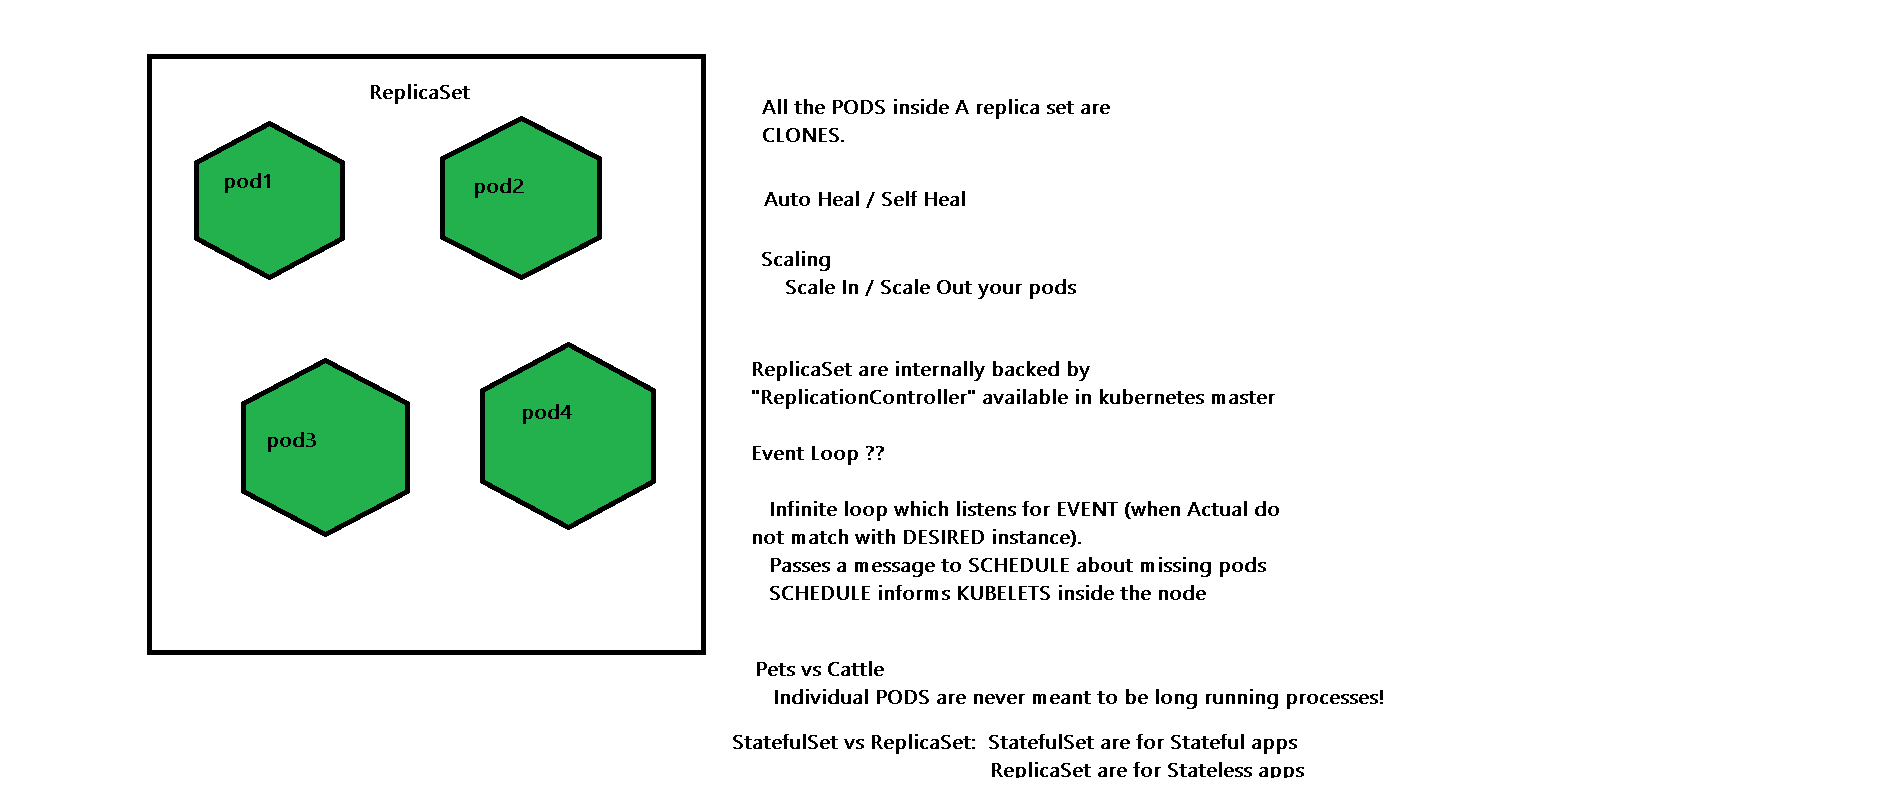 ReplicaSet
pod1
pod2
pod3
pod4
All the PODS inside A replica set are
CLONES.
Auto Heal / Self Heal
Scaling
Scale In / Scale Out your pods
ReplicaSet are internally backed by
"ReplicationController" available in kubernetes master
Event Loop ??
Infinite loop which listens for EVENT (when Actual do
not match with DESIRED instance).
Passes a message to SCHEDULE about missing pods
SCHEDULE informs KUBELETS inside the node
Pets vs Cattle
Individual PODS are never meant to be long running processes!
StatefulSet vs ReplicaSet: StatefulSet are for Stateful apps
ReplicaSet are for Stateless apps